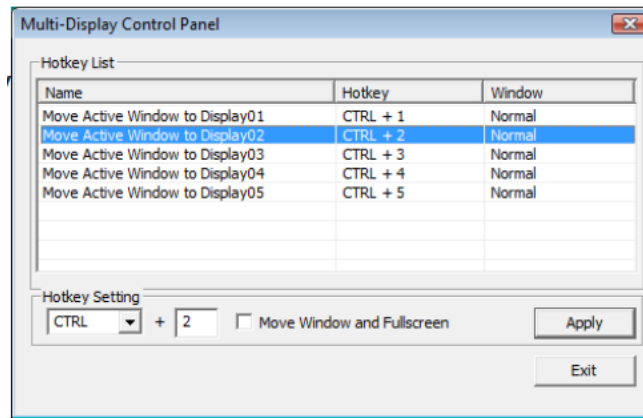 Multi-Display Control Panel
Hotkey List
Name Hotkey Window
Move Active Window to Display01 CTRL + 1 Normal
Move Active Window to Display02 CTRL + 2 Normal
Move Active Window to Display03 CTRL + 3 Normal
Move Active Window to Display04 CTRL + 4 Normal
Move Active Window to Display05 CTRL + 5 Normal
Hotkey Setting
CTRL + 2 Move Window and Fullscreen Apply
Exit